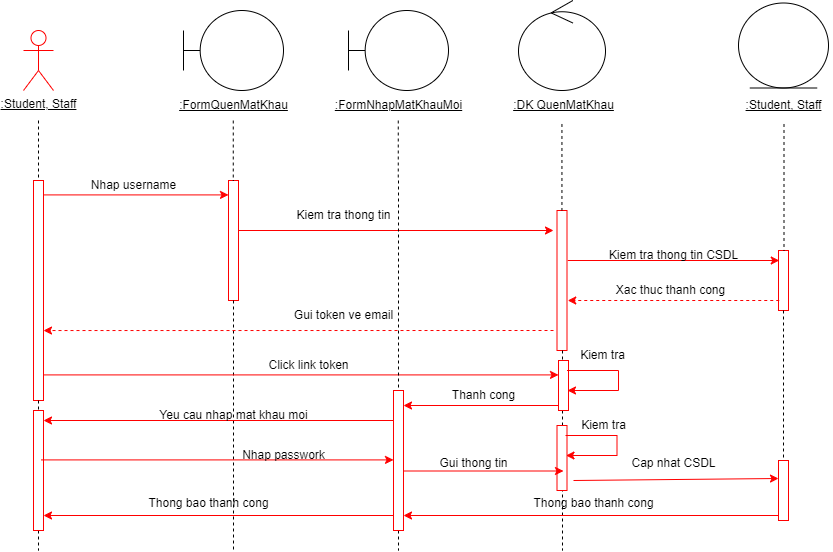 :Student, Staff
:FormQuenMatKhau
:FormNhapMatKhauMoi
:DK QuenMatKhau
:Student, Staff
Nhap username
Kiem tra thong tin
Kiem tra thong tin CSDL
Xac thuc thanh cong
Gui token ve email
Click link token
Kiem tra
Thanh cong
Yeu cau nhap mat khau moi
Kiem tra
Nhap passwork
Gui thong tin
Cap nhat CSDL
Thong bao thanh cong
Thong bao thanh cong